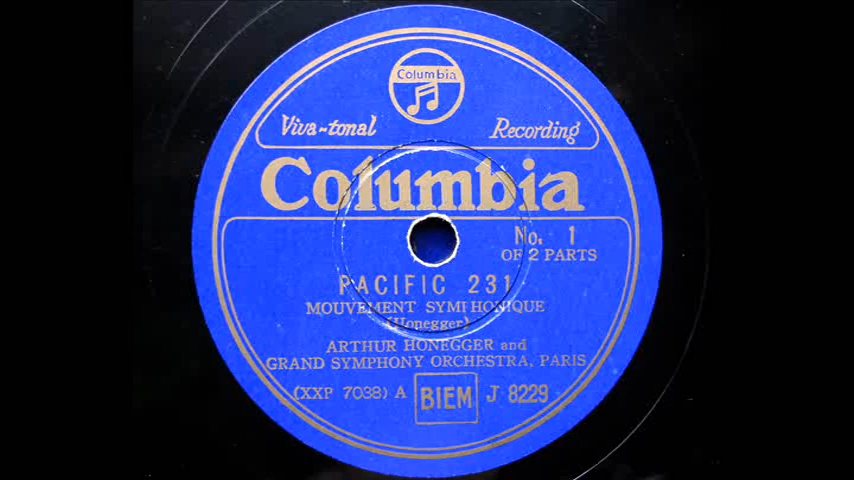 Columbia
Viva-tonal Recording
Columbia
No. 1
OF 2 PARTS
PACIFIC 231
MOUVEMENT SYMPHONIQUE
(Honegger)
ARTHUR HONEGGER and
GRAND SYMPHONY ORCHESTRA, PARIS
(XXP 7038) A BIEM J 8229